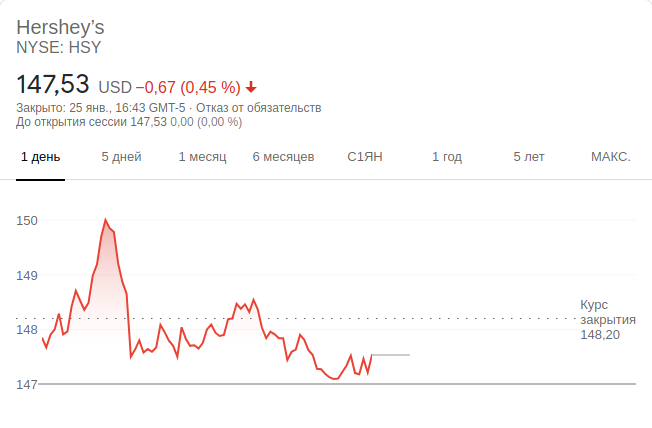 Hershey’s
NYSE: HSY
147,53 USD −0,67 (0,45 %)
Закрыто: 25 янв., 16:43 GMT-5 · Отказ от обязательств
До открытия сессии 147,53 0,00 (0,00 %)
1 день 5 дней 1 месяц 6 месяцев С1ЯН 1 год 5 лет МАКС.
150
149
Курс
закрытия
148,20
148
147